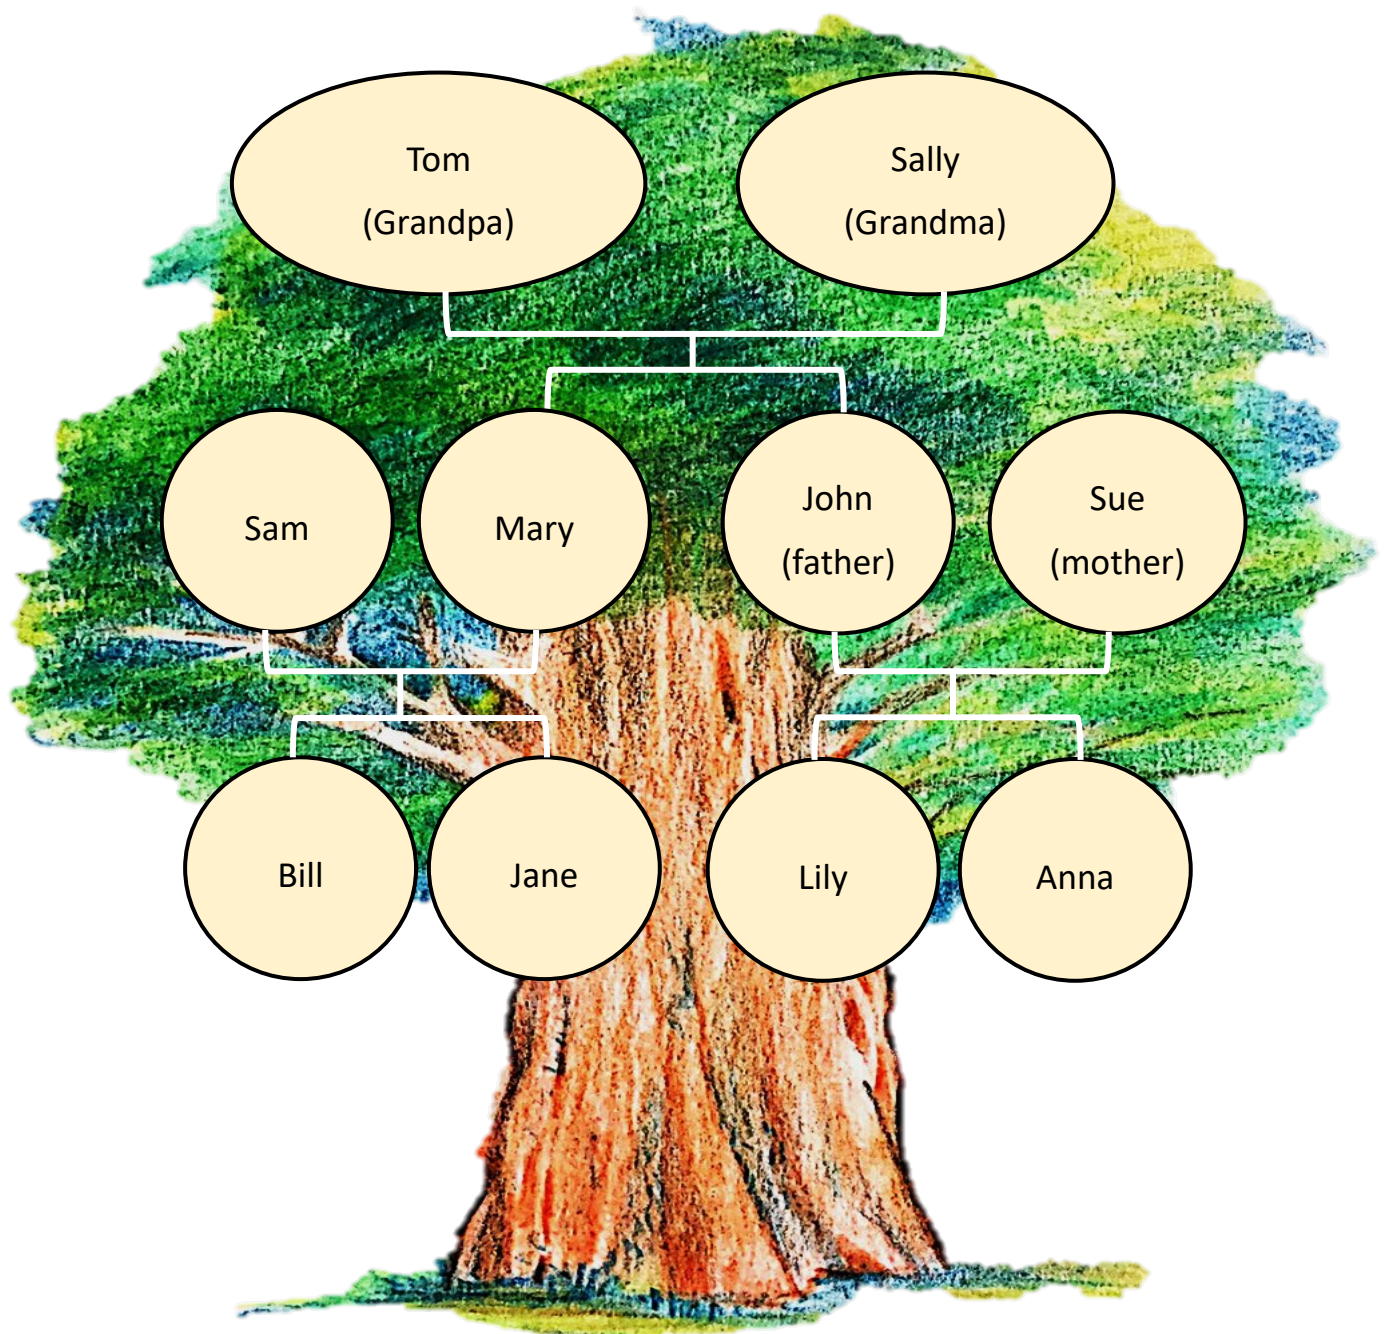 Tom
(Grandpa)
Sally
(Grandma)
Sam
Mary
John
(father)
Sue
(mother)
Bill
Jane
Lily
Anna